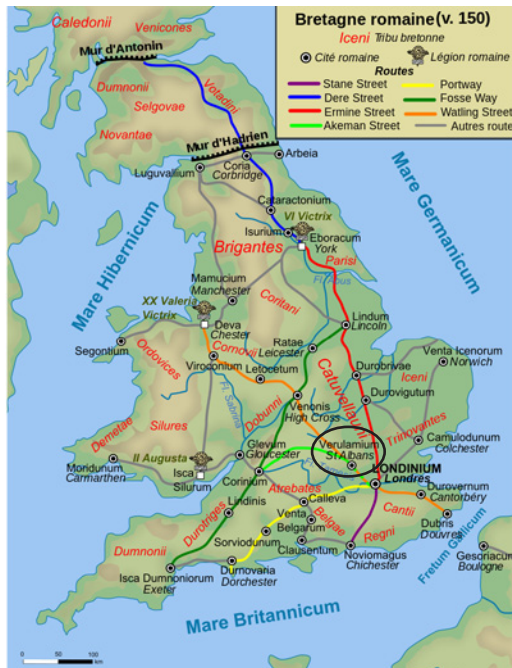 Bretagne romaine (v. 150)
Iceni Tribu bretonne
Cité romaine
Légion romaine
Routes
Stane Street
Portway
Dere Street
Fosse Way
Ermine Street
Watling Street
Akeman Street
Autres route
Caledonii
Venicones
Mur d'Antonin
Dumnonii
Votadini
Selgovae
Novantae
Mur d'Hadrien
Arbeia
Coria
Corbridge
Luguvalium
Mare Germanicum
Cataractonium
VI Victrix
Isurium
Eboracum
York
Brigantes
Parisi
Fl. Abus
Mare Hibernicum
Mamucium
Manchester
Coritani
XX Valeria
Victrix
Deva
Chester
Lindum
Lincoln
Segontium
Ordovices
Cornovii
Ratae
Leicester
Viroconium
Letocetum
Durobrivae
Venta Icenorum
Norwich
Iceni
Catuvellauni
Durovigutum
Fl. Sabrina
Venonis
High Cross
Dobunni
Trinovantes
Demetae
Silures
II Augusta
Glevum
Gloucester
Verulamium
St Albans
Camulodunum
Colchester
Moridunum
Carmarthen
Isca
Silurum
Corinium
LONDINIUM
Londres
Atrebates
Calleva
Durovernum
Cantorbéry
Lindinis
Durotriges
Venta
Belgarum
Belgae
Cantii
Dubris
Douvres
Sorviodunum
Regni
Dumnonii
Clausentum
Noviomagus
Chichester
Fretum Gallicum
Gesoriacum
Boulogne
Isca Dumnoniorum
Exeter
Durnovaria
Dorchester
Mare Britannicum
0 50 100
km